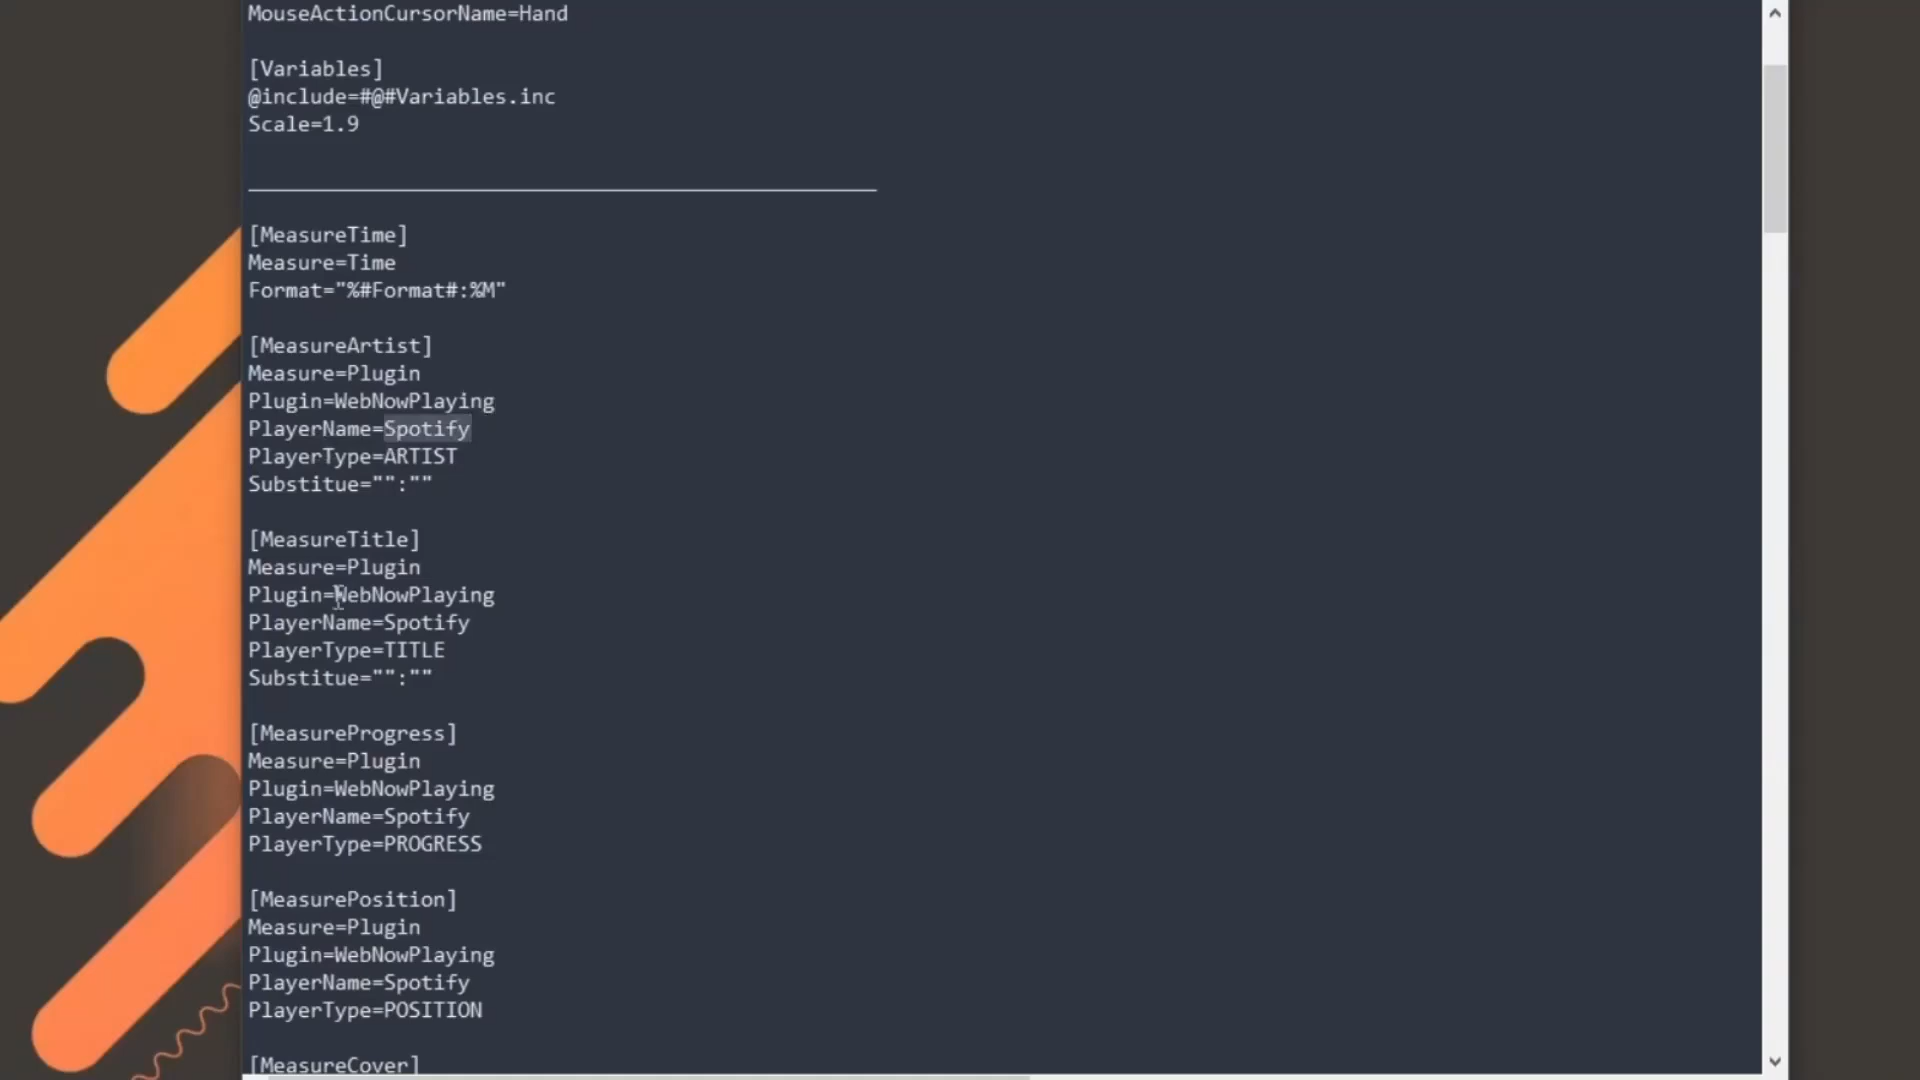 MouseActionCursorName=Hand
[Variables]
@include=#@#Variables.inc
Scale=1.9
[MeasureTime]
Measure=Time
Format="%#Format#:%M"
[MeasureArtist]
Measure=Plugin
Plugin=WebNowPlaying
PlayerName=Spotify
PlayerType=ARTIST
Substitue="":""
[MeasureTitle]
Measure=Plugin
Plugin=WebNowPlaying
PlayerName=Spotify
PlayerType=TITLE
Substitue="":""
[MeasureProgress]
Measure=Plugin
Plugin=WebNowPlaying
PlayerName=Spotify
PlayerType=PROGRESS
[MeasurePosition]
Measure=Plugin
Plugin=WebNowPlaying
PlayerName=Spotify
PlayerType=POSITION
[MeasureCover]